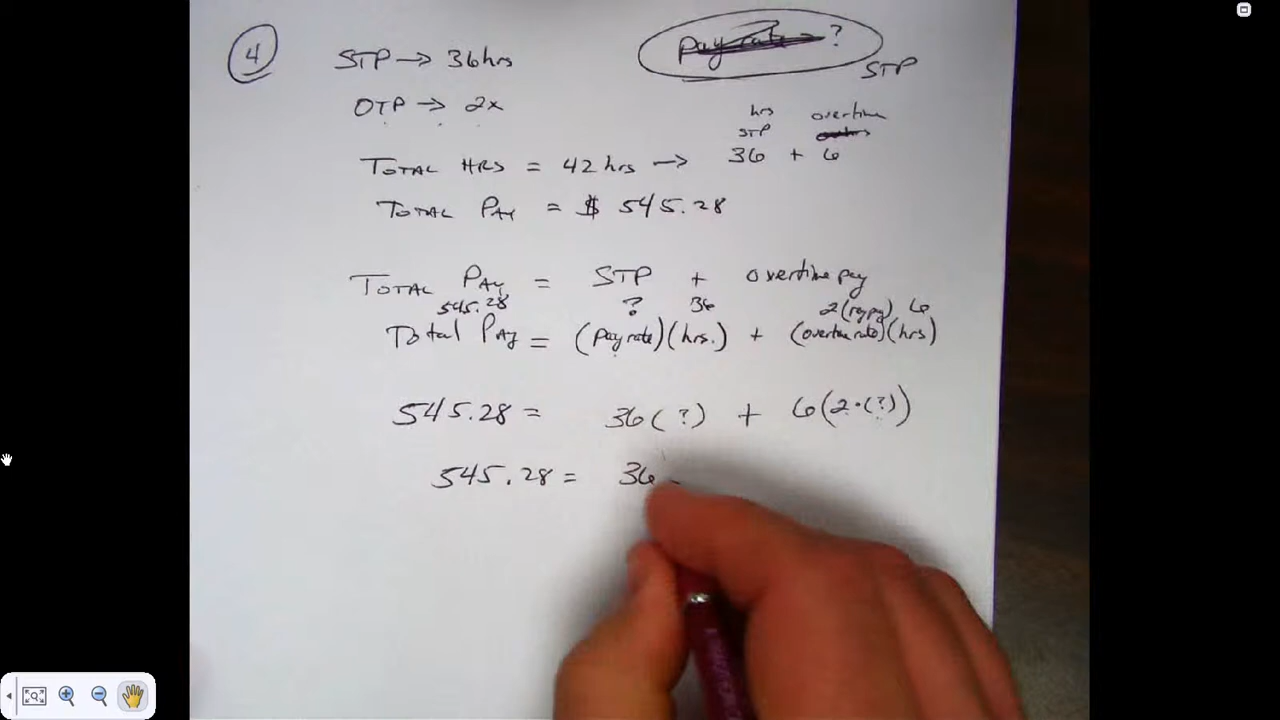 4 STP → 36 hrs
pay rate ?
STP
OTP → 2x
hrs overtime
STP
TOTAL HRS = 42 hrs → 36 + 6
TOTAL PAY = $ 545.28
TOTAL PAY = STP + overtime pay
545.28 ? 36 2(reg pay) 6
Total PAY = (pay rate)(hrs.) + (overtime rate)(hrs)
545.28 = 36(?) + 6(2·(?))
545.28 = 36